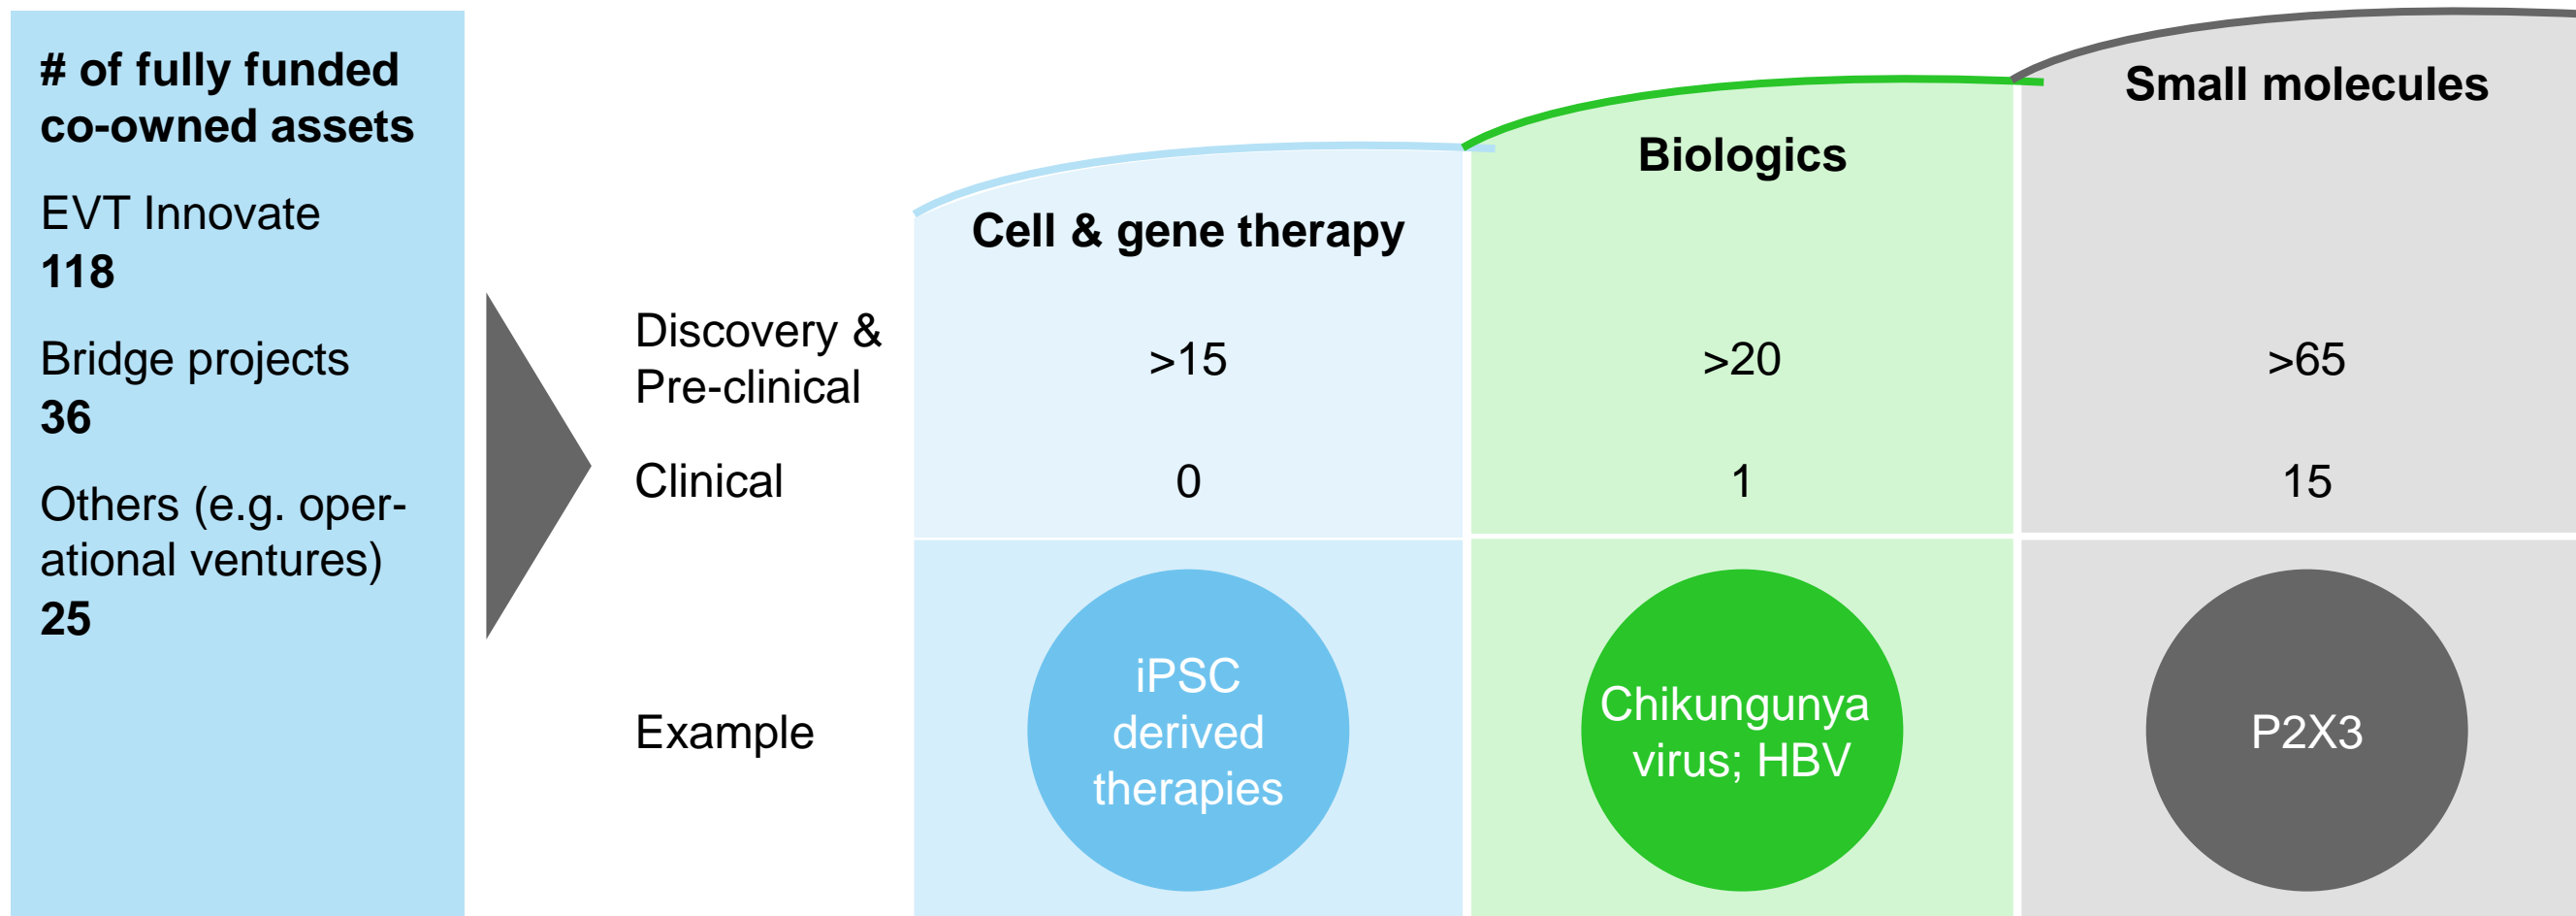 # of fully funded
co-owned assets
EVT Innovate
118
Bridge projects
36
Others (e.g. oper-
ational ventures)
25
Cell & gene therapy
Biologics
Small molecules
Discovery &
Pre-clinical
>15
>20
>65
Clinical
0
1
15
Example
iPSC
derived
therapies
Chikungunya
virus; HBV
P2X3